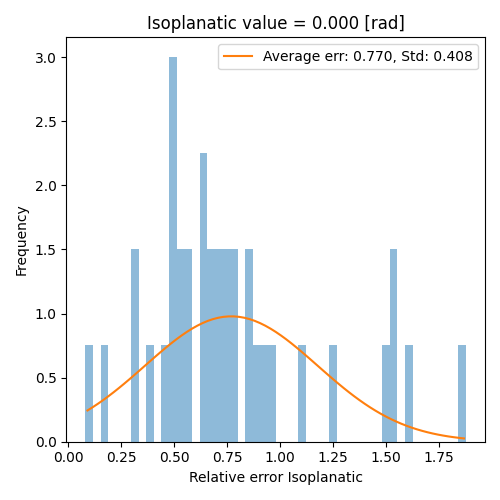 Isoplanatic value = 0.000 [rad]
Average err: 0.770, Std: 0.408
Frequency
3.0
2.5
2.0
1.5
1.0
0.5
0.0
0.00 0.25 0.50 0.75 1.00 1.25 1.50 1.75
Relative error Isoplanatic